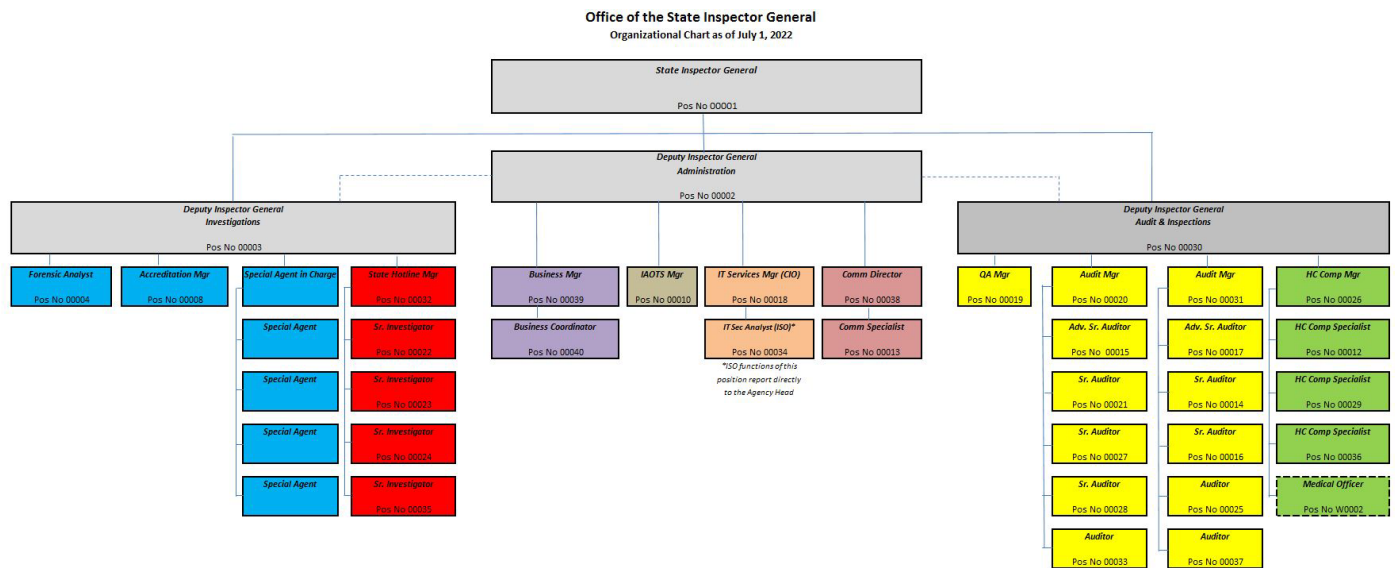 Office of the State Inspector General
Organizational Chart as of July 1, 2022
State Inspector General
Pos No 00001
Deputy Inspector General
Administration
Pos No 00002
Deputy Inspector General
Investigations
Pos No 00003
Deputy Inspector General
Audit & Inspections
Pos No 00030
Forensic Analyst
Pos No 00004
Accreditation Mgr
Pos No 00008
Special Agent in Charge
State Hotline Mgr
Pos No 00032
Special Agent
Sr. Investigator
Pos No 00022
Special Agent
Sr. Investigator
Pos No 00023
Special Agent
Sr. Investigator
Pos No 00024
Special Agent
Sr. Investigator
Pos No 00035
Business Mgr
Pos No 00039
Business Coordinator
Pos No 00040
IAOTS Mgr
Pos No 00010
IT Services Mgr (CIO)
Pos No 00018
IT Sec Analyst (ISO)*
Pos No 00034
*ISO functions of this
position report directly
to the Agency Head
Comm Director
Pos No 00038
Comm Specialist
Pos No 00013
QA Mgr
Pos No 00019
Audit Mgr
Pos No 00020
Adv. Sr. Auditor
Pos No 00015
Sr. Auditor
Pos No 00021
Sr. Auditor
Pos No 00027
Sr. Auditor
Pos No 00028
Auditor
Pos No 00033
Audit Mgr
Pos No 00031
Adv. Sr. Auditor
Pos No 00017
Sr. Auditor
Pos No 00014
Sr. Auditor
Pos No 00016
Auditor
Pos No 00025
Auditor
Pos No 00037
HC Comp Mgr
Pos No 00026
HC Comp Specialist
Pos No 00012
HC Comp Specialist
Pos No 00029
HC Comp Specialist
Pos No 00036
Medical Officer
Pos No W0002